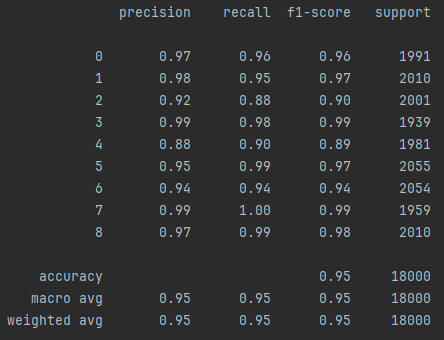 precision recall f1-score support
0 0.97 0.96 0.96 1991
1 0.98 0.95 0.97 2010
2 0.92 0.88 0.90 2001
3 0.99 0.98 0.99 1939
4 0.88 0.90 0.89 1981
5 0.95 0.99 0.97 2055
6 0.94 0.94 0.94 2054
7 0.99 1.00 0.99 1959
8 0.97 0.99 0.98 2010
accuracy 0.95 18000
macro avg 0.95 0.95 0.95 18000
weighted avg 0.95 0.95 0.95 18000